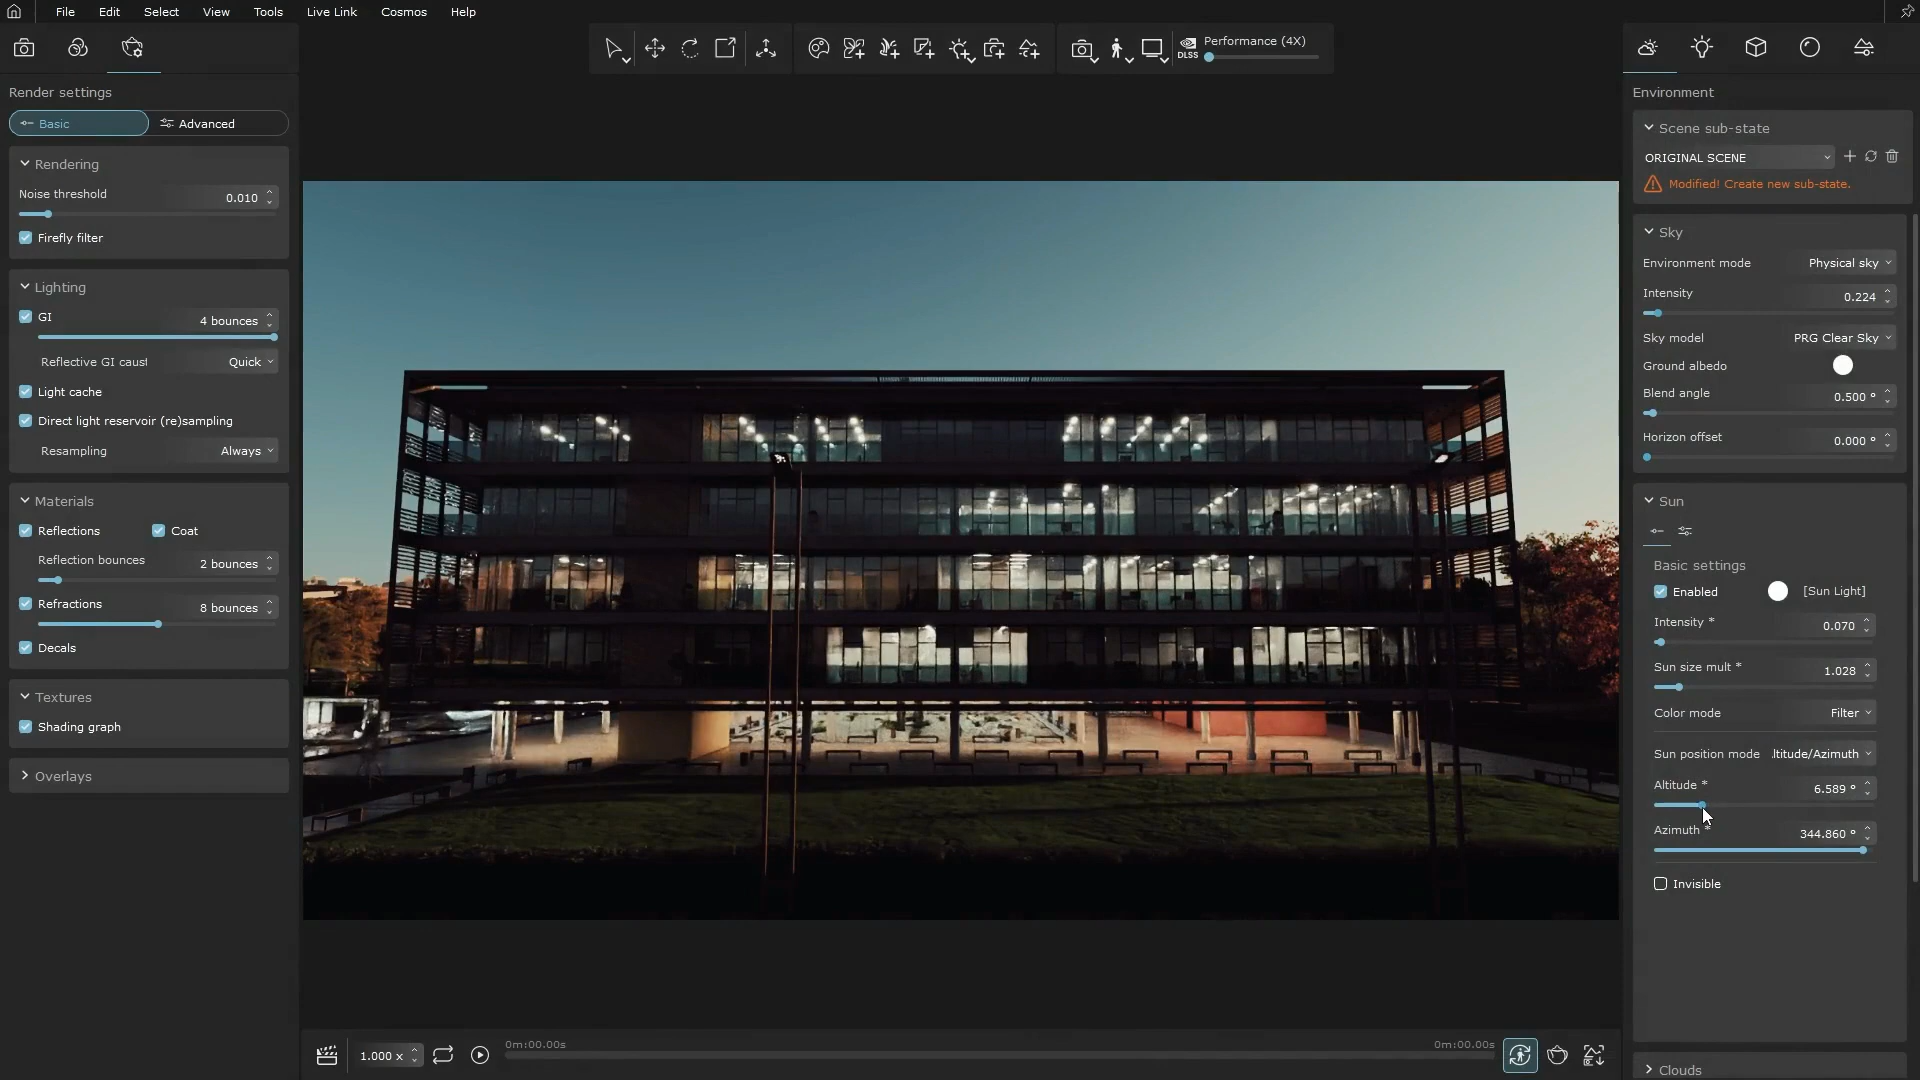 File Edit Select View Tools Live Link Cosmos Help
DLSS Performance (4X)
Render settings
Basic Advanced
Rendering
Noise threshold 0.010
Firefly filter
Lighting
GI 4 bounces
Reflective GI caust Quick
Light cache
Direct light reservoir (re)sampling
Resampling Always
Materials
Reflections Coat
Reflection bounces 2 bounces
Refractions 8 bounces
Decals
Textures
Shading graph
Overlays
Environment
Scene sub-state
ORIGINAL SCENE
Modified! Create new sub-state.
Sky
Environment mode Physical sky
Intensity 0.224
Sky model PRG Clear Sky
Ground albedo
Blend angle 0.500 °
Horizon offset 0.000 °
Sun
Basic settings
Enabled [Sun Light]
Intensity * 0.070
Sun size mult * 1.028
Color mode Filter
Sun position mode ltitude/Azimuth
Altitude * 6.589 °
Azimuth * 344.860 °
Invisible
Clouds
1.000 x 0m:00.00s 0m:00.00s